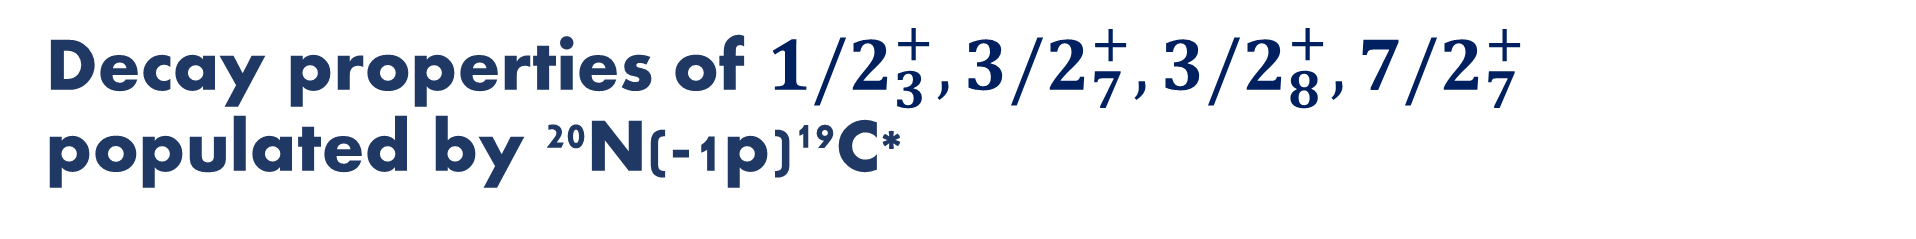 Decay properties of 1/2₃⁺, 3/2₇⁺, 3/2₈⁺, 7/2₇⁺
populated by ²⁰N(-1p)¹⁹C*